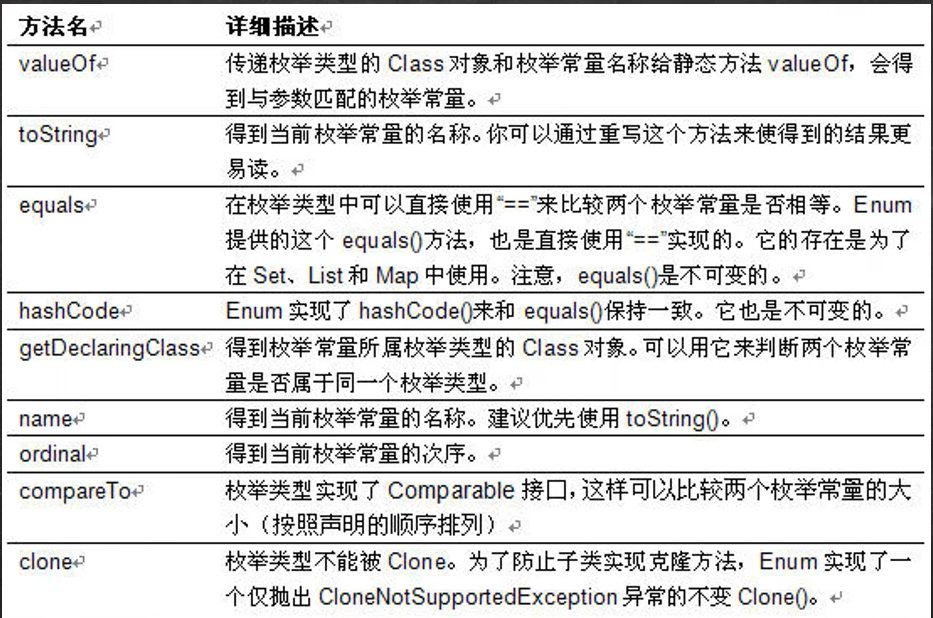 方法名 详细描述
valueOf 传递枚举类型的 Class 对象和枚举常量名称给静态方法 valueOf，会得
到与参数匹配的枚举常量。
toString 得到当前枚举常量的名称。你可以通过重写这个方法来使得到的结果更
易读。
equals 在枚举类型中可以直接使用“==”来比较两个枚举常量是否相等。Enum
提供的这个 equals()方法，也是直接使用“==”实现的。它的存在是为了
在 Set、List 和 Map 中使用。注意，equals()是不可变的。
hashCode Enum 实现了 hashCode()来和 equals()保持一致。它也是不可变的。
getDeclaringClass 得到枚举常量所属枚举类型的 Class 对象。可以用它来判断两个枚举常
量是否属于同一个枚举类型。
name 得到当前枚举常量的名称。建议优先使用 toString()。
ordinal 得到当前枚举常量的次序。
compareTo 枚举类型实现了 Comparable 接口，这样可以比较两个枚举常量的大
小（按照声明的顺序排列）
clone 枚举类型不能被 Clone。为了防止子类实现克隆方法，Enum 实现了一
个仅抛出 CloneNotSupportedException 异常的不变 Clone()。